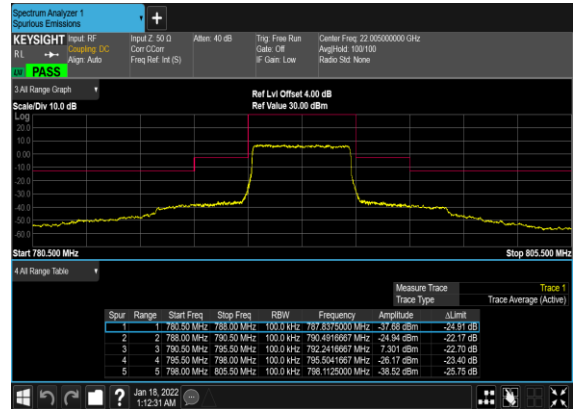 Spectrum Analyzer 1
Spurious Emissions
+
KEYSIGHT Input: RF Input Z: 50 Ω Atten: 40 dB Trig: Free Run Center Freq: 22.005000000 GHz
RL Coupling: DC Corr CCorr Gate: Off Avg|Hold: 100/100
Align: Auto Freq Ref: Int (S) IF Gain: Low Radio Std: None
LW PASS
3 All Range Graph
Ref Lvl Offset 4.00 dB
Scale/Div 10.0 dB Ref Value 30.00 dBm
Log
20.0
10.0
0.00
-10.0
-20.0
-30.0
-40.0
-50.0
-60.0
Start 780.500 MHz Stop 805.500 MHz
4 All Range Table
Measure Trace Trace 1
Trace Type Trace Average (Active)
Spur Range Start Freq Stop Freq RBW Frequency Amplitude ΔLimit
1 1 780.50 MHz 788.00 MHz 100.0 kHz 787.8375000 MHz -37.68 dBm -24.91 dB
2 2 788.00 MHz 790.50 MHz 100.0 kHz 790.4916667 MHz -24.94 dBm -22.17 dB
3 3 790.50 MHz 795.50 MHz 100.0 kHz 792.2416667 MHz 7.301 dBm -22.70 dB
4 4 795.50 MHz 798.00 MHz 100.0 kHz 795.5041667 MHz -26.17 dBm -23.40 dB
5 5 798.00 MHz 805.50 MHz 100.0 kHz 798.1125000 MHz -38.52 dBm -25.75 dB
? Jan 18, 2022
1:12:31 AM